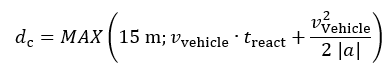 d_c = MAX(15 m; v_vehicle · t_react + v_Vehicle^2 / 2 |a|)